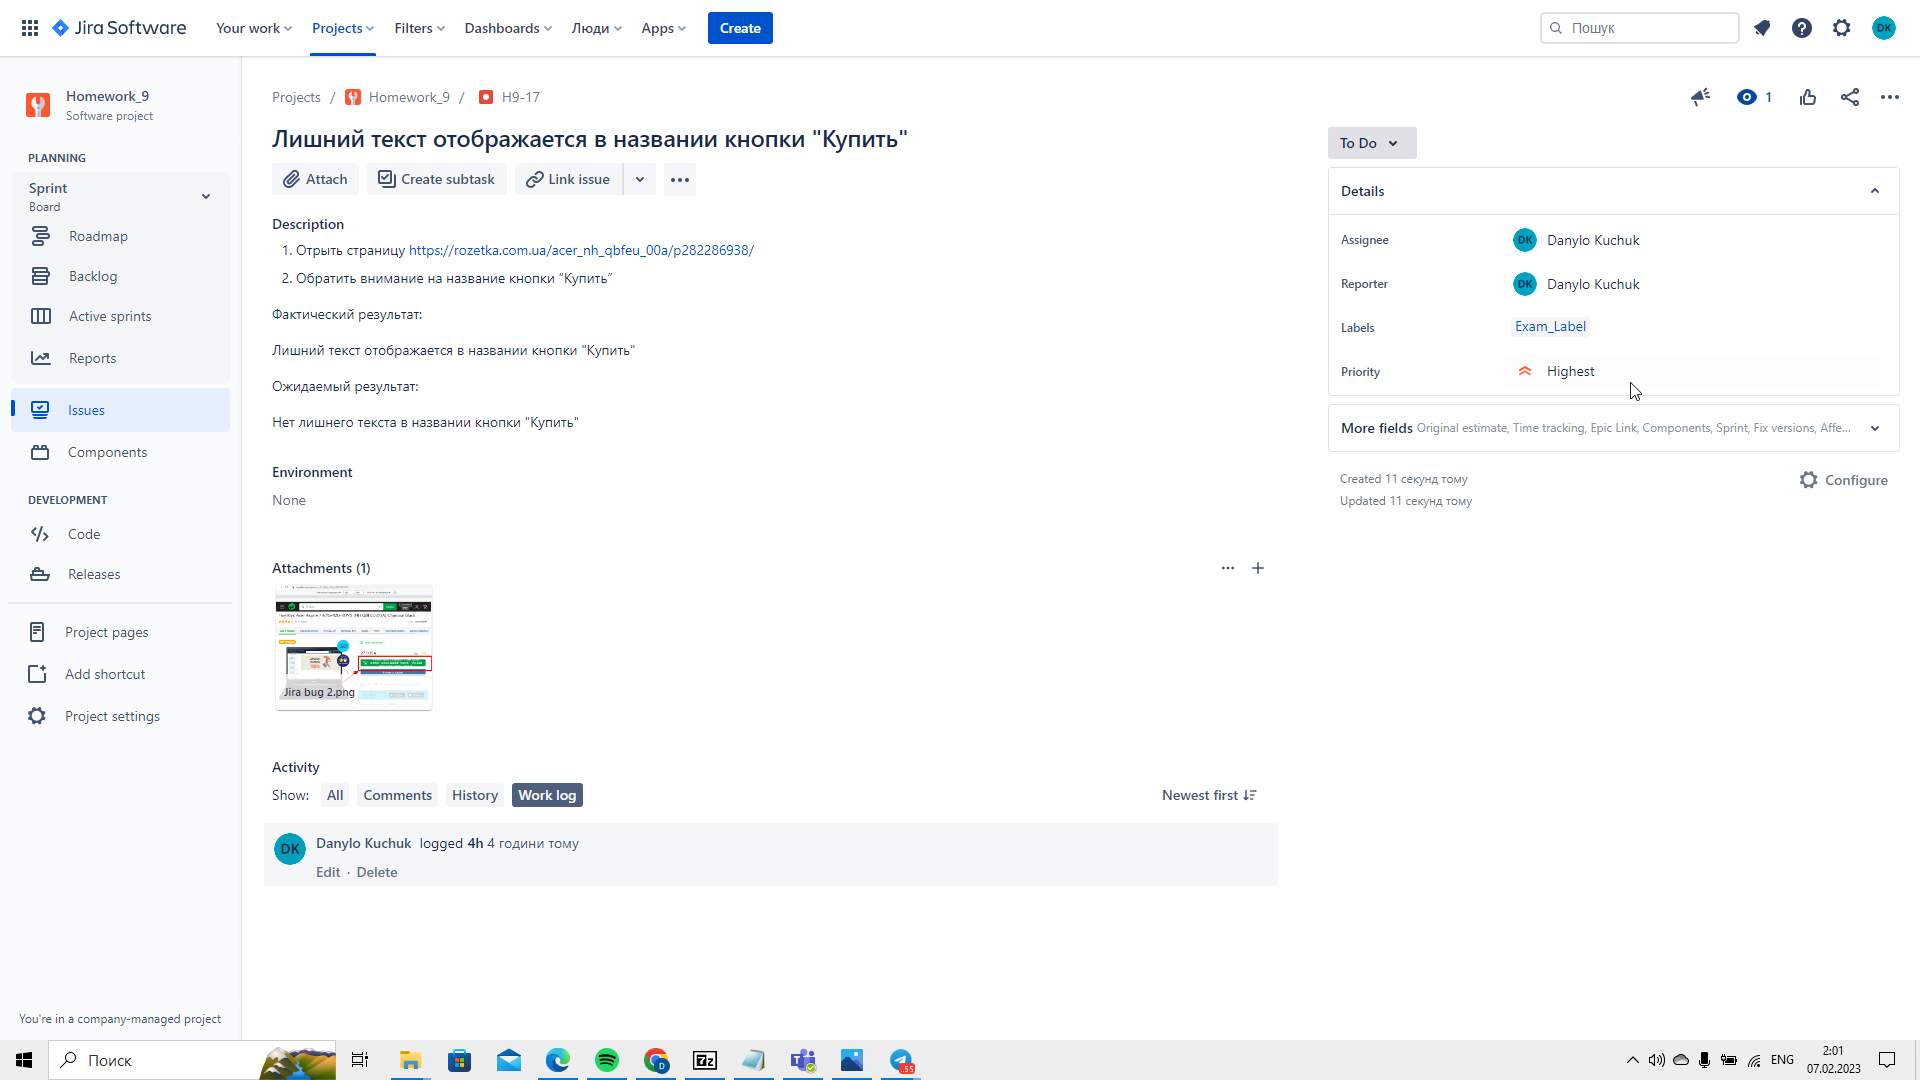 Jira Software
Your work
Projects
Filters
Dashboards
Люди
Apps
Create
Пошук
DK
Homework_9
Software project
PLANNING
Sprint
Board
Roadmap
Backlog
Active sprints
Reports
Issues
Components
DEVELOPMENT
Code
Releases
Project pages
Add shortcut
Project settings
You're in a company-managed project
Projects / Homework_9 / H9-17
1
Лишний текст отображается в названии кнопки "Купить"
Attach
Create subtask
Link issue
Description
1. Отрыть страницу https://rozetka.com.ua/acer_nh_qbfeu_00a/p282286938/
2. Обратить внимание на название кнопки “Купить”
Фактический результат:
Лишний текст отображается в названии кнопки "Купить"
Ожидаемый результат:
Нет лишнего текста в названии кнопки "Купить"
Environment
None
Attachments (1)
Jira bug 2.png
Activity
Show:
All
Comments
History
Work log
Newest first
DK
Danylo Kuchuk logged 4h 4 години тому
Edit · Delete
To Do
Details
Assignee
DK
Danylo Kuchuk
Reporter
DK
Danylo Kuchuk
Labels
Exam_Label
Priority
Highest
More fields Original estimate, Time tracking, Epic Link, Components, Sprint, Fix versions, Affe...
Created 11 секунд тому
Updated 11 секунд тому
Configure
Поиск
D
7z
..55
ENG
2:01
07.02.2023